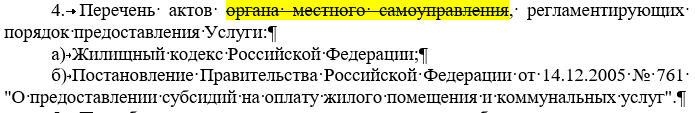 4. Перечень актов органа местного самоуправления, регламентирующих
порядок предоставления Услуги:¶
а) Жилищный кодекс Российской Федерации;¶
б) Постановление Правительства Российской Федерации от 14.12.2005 № 761
"О предоставлении субсидий на оплату жилого помещения и коммунальных услуг".¶